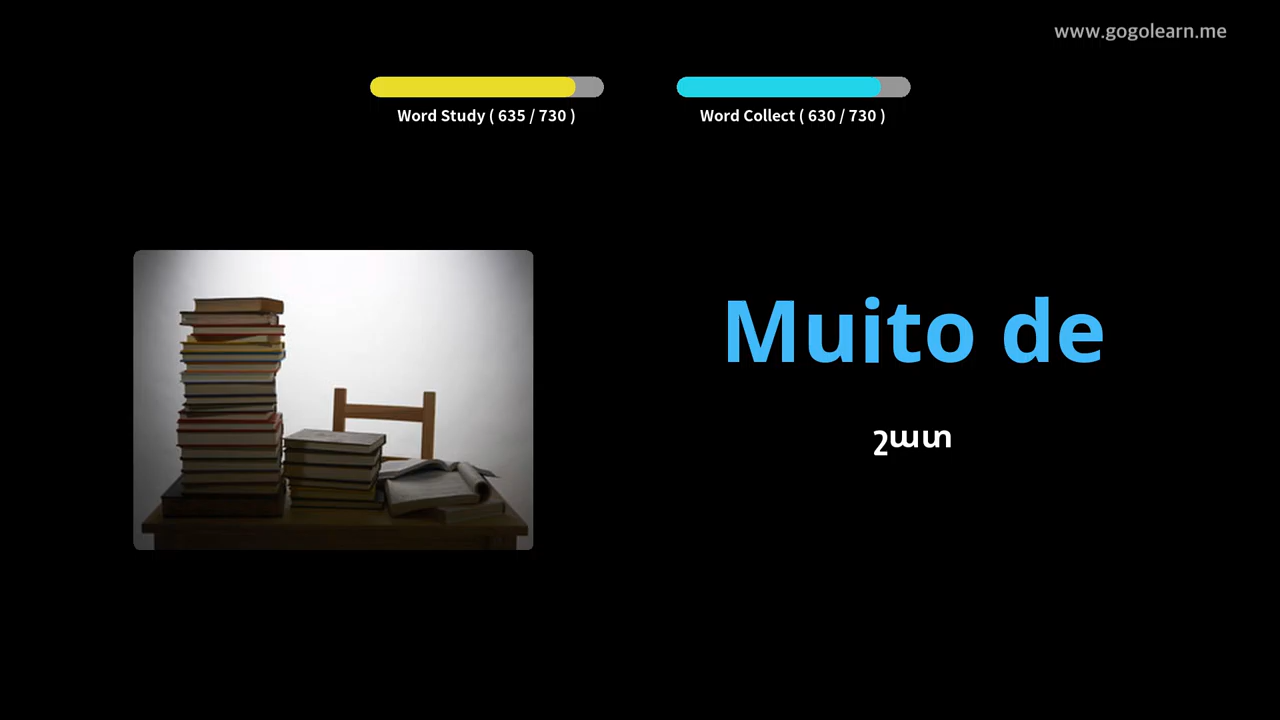 www.gogolearn.me
Word Study ( 635 / 730 )
Word Collect ( 630 / 730 )
Muito de
շատ